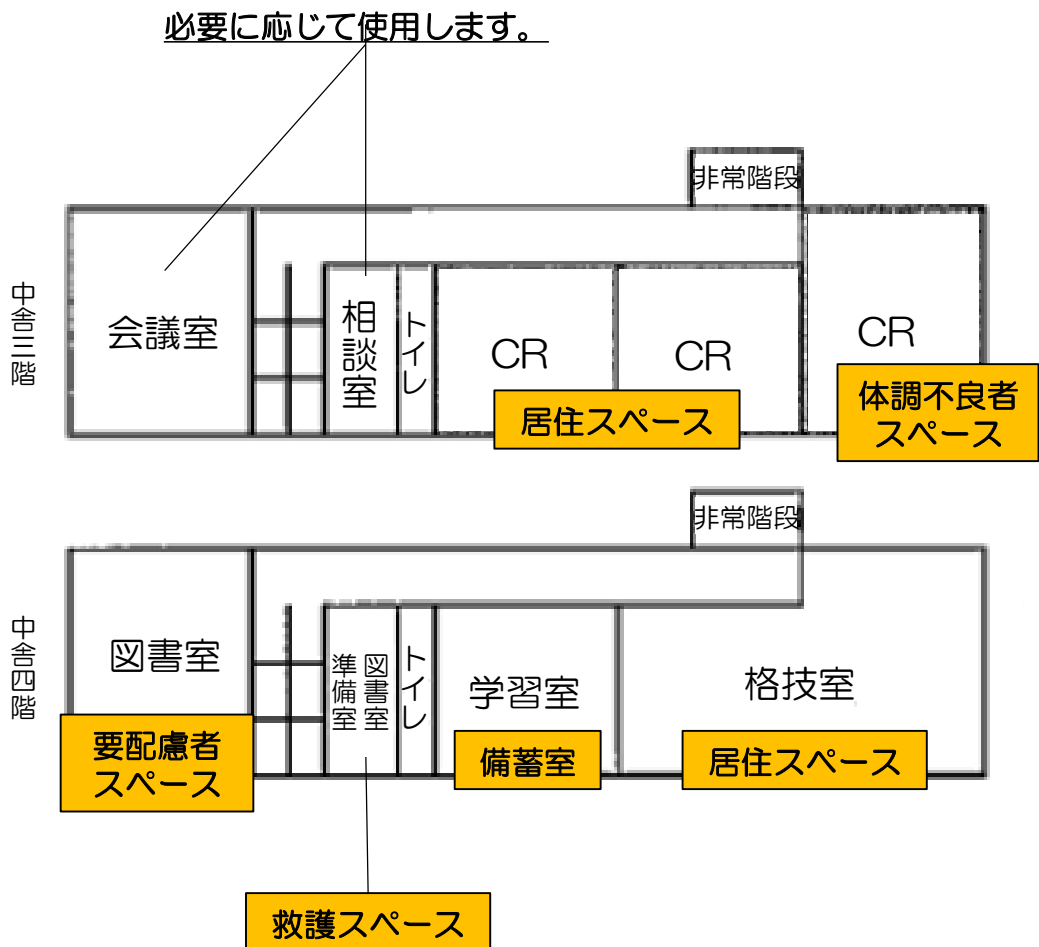 必要に応じて使用します。
非常階段
中舎三階
会議室
相談室
トイレ
CR
CR
CR
居住スペース
体調不良者
スペース
非常階段
中舎四階
図書室
図書室
準備室
トイレ
学習室
格技室
要配慮者
スペース
備蓄室
居住スペース
救護スペース